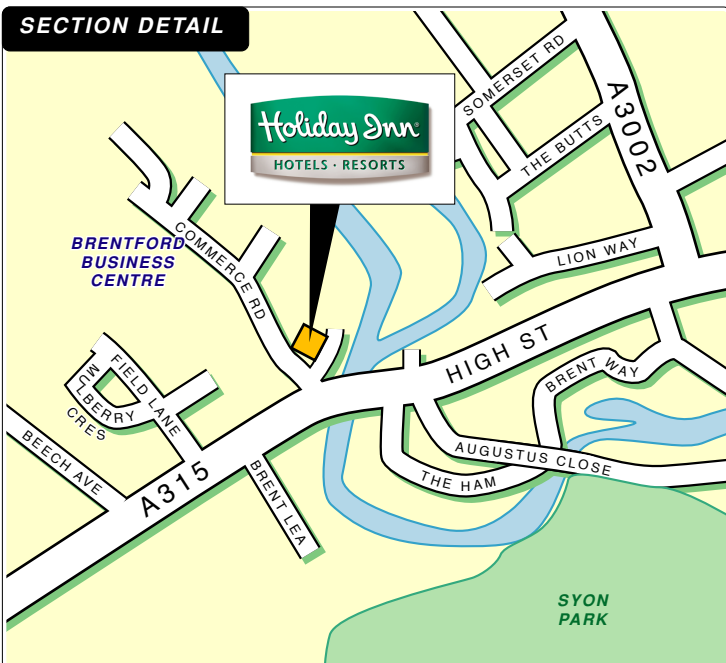 SECTION DETAIL
SOMERSET RD
A3002
Holiday Inn
HOTELS · RESORTS
THE BUTTS
COMMERCE RD
BRENTFORD
BUSINESS
CENTRE
LION WAY
HIGH ST
BRENT WAY
FIELD LANE
MULBERRY
CRES
BEECH AVE
A315
BRENT LEA
AUGUSTUS CLOSE
THE HAM
SYON
PARK